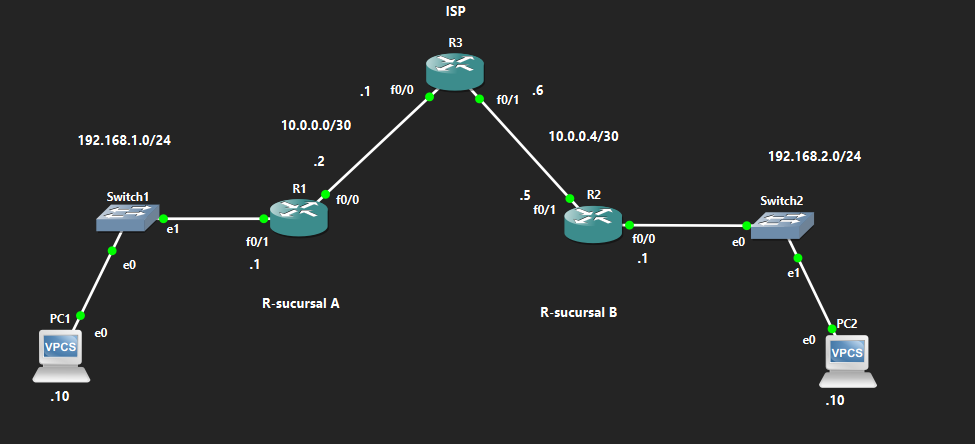 ISP
R3
.1
f0/0
f0/1
.6
10.0.0.0/30
10.0.0.4/30
192.168.1.0/24
192.168.2.0/24
.2
Switch1
R1
f0/0
.5
f0/1
R2
Switch2
e1
f0/1
.1
f0/0
.1
e0
e0
e1
R-sucursal A
R-sucursal B
PC1
e0
VPCS
.10
PC2
e0
VPCS
.10